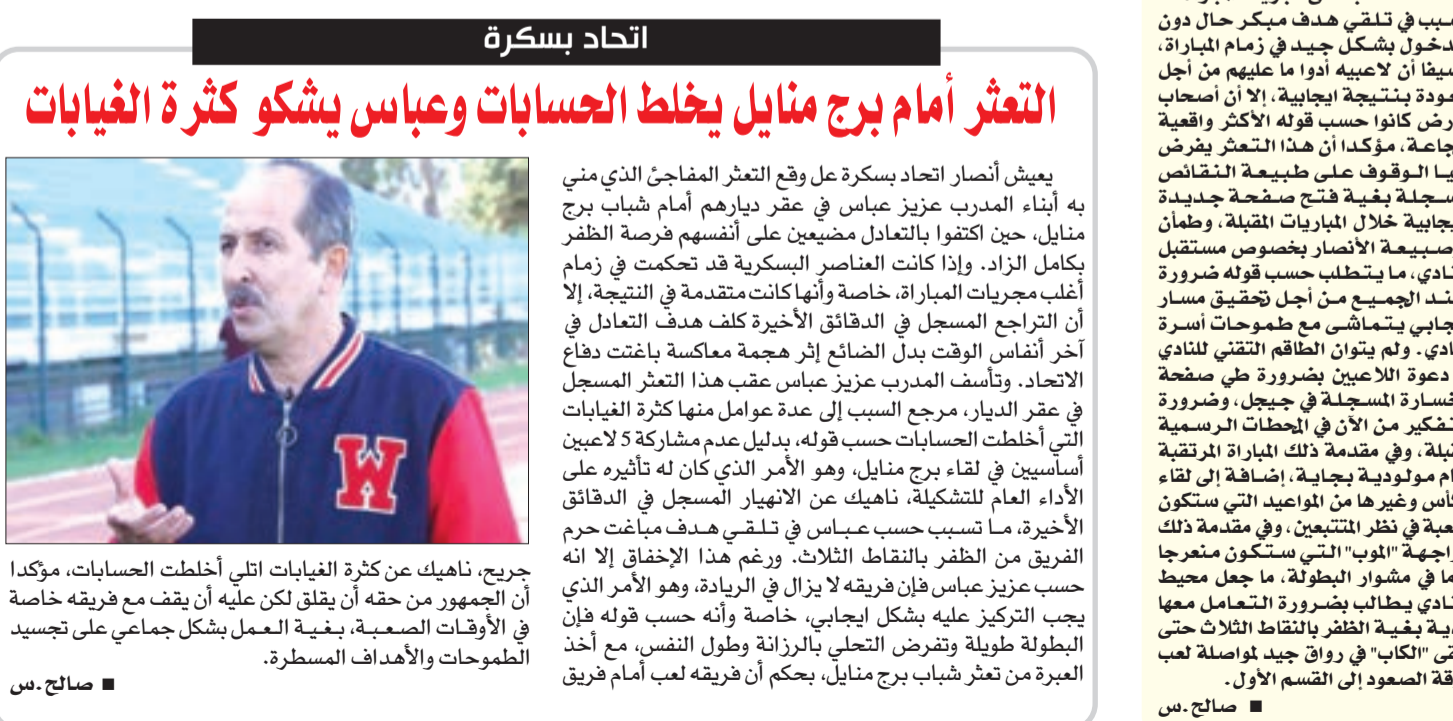 اتحاد بسكرة
التعثر أمام برج منايل يخلط الحسابات وعباس يشكو كثرة الغيابات
يعيش أنصار اتحاد بسكرة عل وقع التعثر المفاجئ الذي مني
به أبناء المدرب عزيز عباس في عقر ديارهم أمام شباب برج
منايل، حين اكتفوا بالتعادل مضيعين على أنفسهم فرصة الظفر
بكامل الزاد. وإذا كانت العناصر البسكرية قد تحكمت في زمام
أغلب مجريات المباراة، خاصة وأنها كانت متقدمة في النتيجة، إلا
أن التراجع المسجل في الدقائق الأخيرة كلف هدف التعادل في
آخر أنفاس الوقت بدل الضائع إثر هجمة معاكسة باغتت دفاع
الاتحاد. وتأسف المدرب عزيز عباس عقب هذا التعثر المسجل
في عقر الديار، مرجع السبب إلى عدة عوامل منها كثرة الغيابات
التي أخلطت الحسابات حسب قوله، بدليل عدم مشاركة 5 لاعبين
أساسيين في لقاء برج منايل، وهو الأمر الذي كان له تأثيره على
الأداء العام للتشكيلة، ناهيك عن الانهيار المسجل في الدقائق
الأخيرة، ما تسبب حسب عباس في تلقي هدف مباغت حرم
الفريق من الظفر بالنقاط الثلاث. ورغم هذا الإخفاق إلا انه
حسب عزيز عباس فإن فريقه لا يزال في الريادة، وهو الأمر الذي
يجب التركيز عليه بشكل ايجابي، خاصة وأنه حسب قوله فإن
البطولة طويلة وتفرض التحلي بالرزانة وطول النفس، مع أخذ
العبرة من تعثر شباب برج منايل، بحكم أن فريقه لعب أمام فريق
W
جريح، ناهيك عن كثرة الغيابات اتلي أخلطت الحسابات، مؤكدا
أن الجمهور من حقه أن يقلق لكن عليه أن يقف مع فريقه خاصة
في الأوقات الصعبة، بغية العمل بشكل جماعي على تجسيد
الطموحات والأهداف المسطرة.
■ صالح.س
في تلقي هدف مبكر حال دون
بشكل جيد في زمام المباراة،
أن لاعبيه أدوا ما عليهم من أجل
بنتيجة ايجابية، إلا أن أصحاب
كانوا حسب قوله الأكثر واقعية
مؤكدا أن هذا التعثر يفرض
الوقوف على طبيعة النقائص
بغية فتح صفحة جديدة
خلال المباريات المقبلة، وطمأن
الأنصار بخصوص مستقبل
ما يتطلب حسب قوله ضرورة
الجميع من أجل تحقيق مسار
يتماشى مع طموحات أسرة
ولم يتوان الطاقم التقني للنادي
دعوة اللاعبين بضرورة طي صفحة
المسجلة في جيجل، وضرورة
من الآن في المحطات الرسمية
وفي مقدمة ذلك المباراة المرتقبة
مولودية بجاية، إضافة إلى لقاء
وغيرها من المواعيد التي ستكون
في نظر المتتبعين، وفي مقدمة ذلك
"الموب" التي ستكون منعرجا
في مشوار البطولة، ما جعل محيط
يطالب بضرورة التعامل معها
بغية الظفر بالنقاط الثلاث حتى
"الكاب" في رواق جيد لمواصلة لعب
الصعود إلى القسم الأول.
■ صالح.س